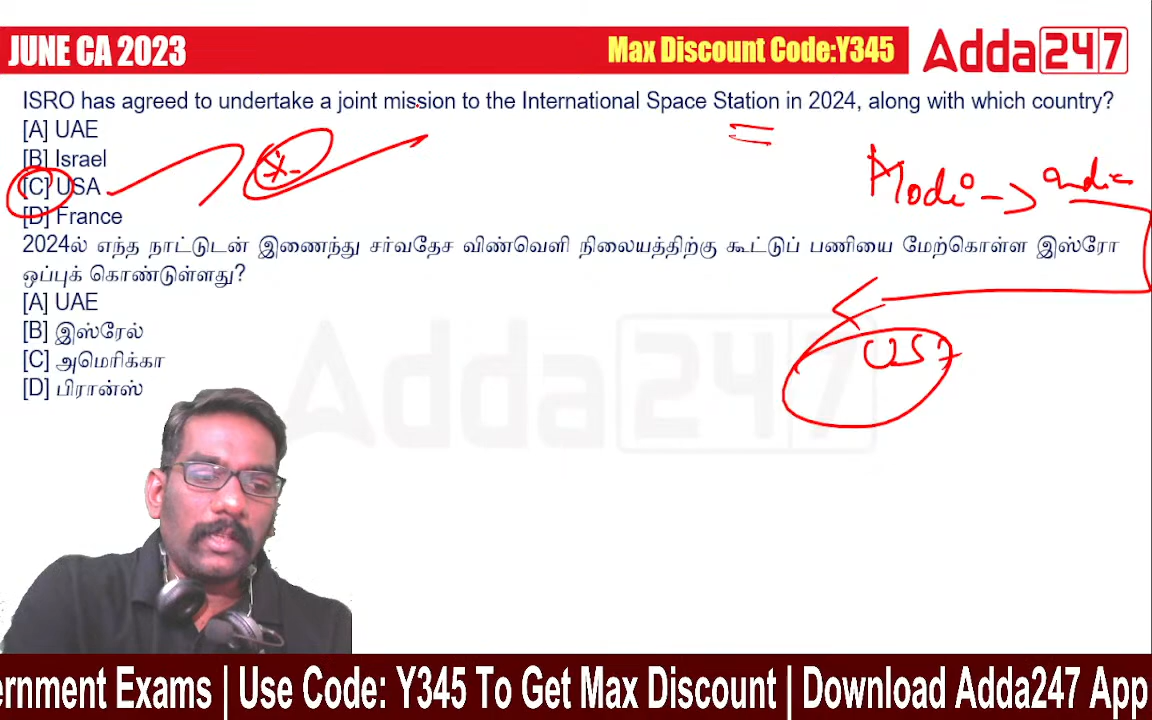 JUNE CA 2023
Max Discount Code:Y345
Adda247
ISRO has agreed to undertake a joint mission to the International Space Station in 2024, along with which country?
[A] UAE
[B] Israel
[C] USA
[D] France
Modi → India
2024ல் எந்த நாட்டுடன் இணைந்து சர்வதேச விண்வெளி நிலையத்திற்கு கூட்டுப் பணியை மேற்கொள்ள இஸ்ரோ
ஒப்புக் கொண்டுள்ளது?
[A] UAE
[B] இஸ்ரேல்
[C] அமெரிக்கா
[D] பிரான்ஸ்
USA
Adda247
ernment Exams | Use Code: Y345 To Get Max Discount | Download Adda247 App